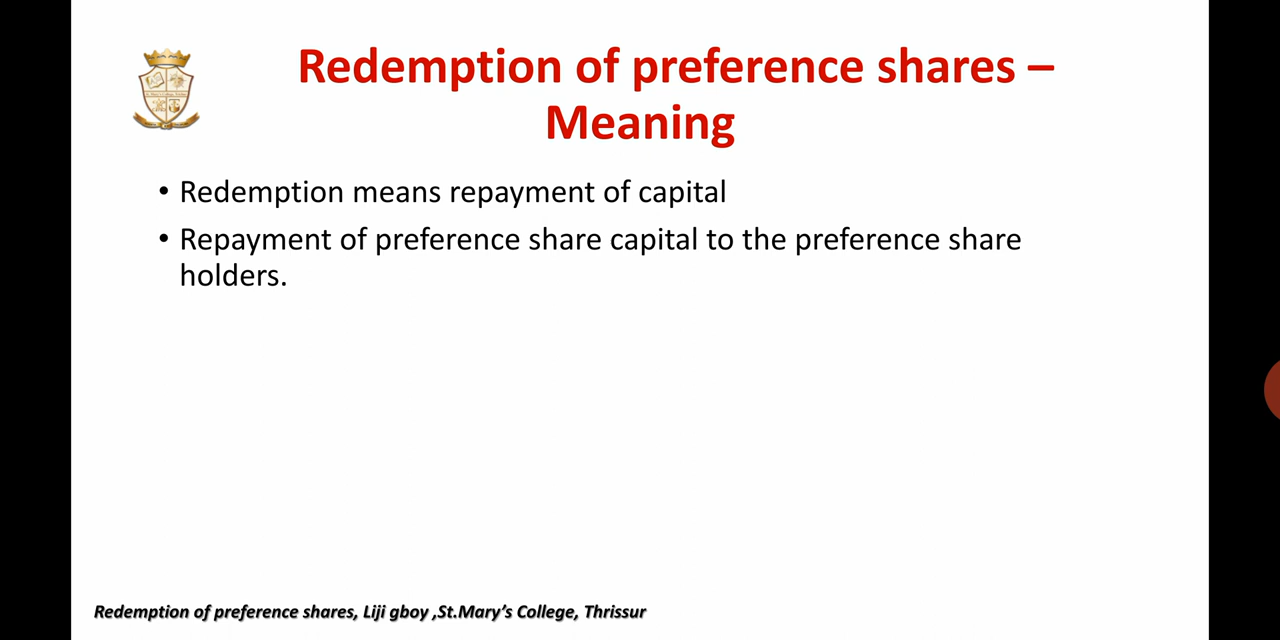 Redemption of preference shares –
Meaning
• Redemption means repayment of capital
• Repayment of preference share capital to the preference share
holders.
Redemption of preference shares, Liji gboy ,St.Mary's College, Thrissur